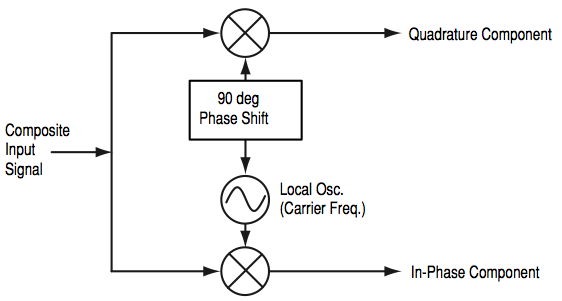 Quadrature Component
90 deg
Phase Shift
Composite
Input
Signal
Local Osc.
(Carrier Freq.)
In-Phase Component